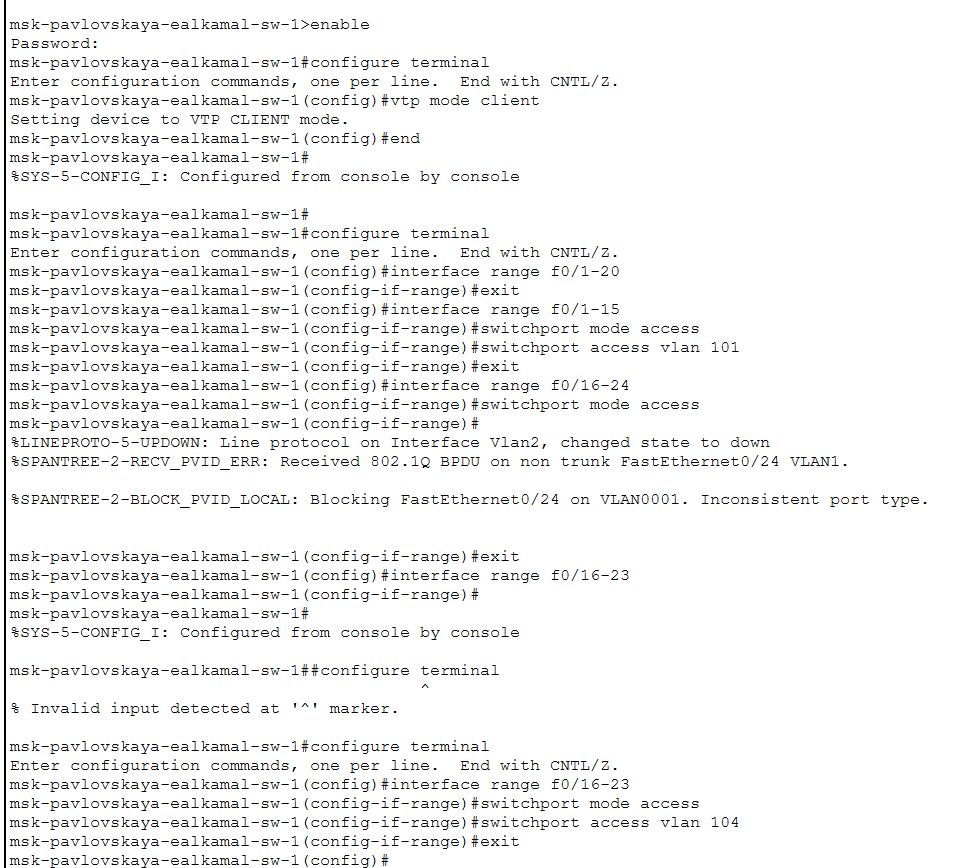 msk-pavlovskaya-ealkamal-sw-1>enable
Password:
msk-pavlovskaya-ealkamal-sw-1#configure terminal
Enter configuration commands, one per line.  End with CNTL/Z.
msk-pavlovskaya-ealkamal-sw-1(config)#vtp mode client
Setting device to VTP CLIENT mode.
msk-pavlovskaya-ealkamal-sw-1(config)#end
msk-pavlovskaya-ealkamal-sw-1#
%SYS-5-CONFIG_I: Configured from console by console
msk-pavlovskaya-ealkamal-sw-1#
msk-pavlovskaya-ealkamal-sw-1#configure terminal
Enter configuration commands, one per line.  End with CNTL/Z.
msk-pavlovskaya-ealkamal-sw-1(config)#interface range f0/1-20
msk-pavlovskaya-ealkamal-sw-1(config-if-range)#exit
msk-pavlovskaya-ealkamal-sw-1(config)#interface range f0/1-15
msk-pavlovskaya-ealkamal-sw-1(config-if-range)#switchport mode access
msk-pavlovskaya-ealkamal-sw-1(config-if-range)#switchport access vlan 101
msk-pavlovskaya-ealkamal-sw-1(config-if-range)#exit
msk-pavlovskaya-ealkamal-sw-1(config)#interface range f0/16-24
msk-pavlovskaya-ealkamal-sw-1(config-if-range)#switchport mode access
msk-pavlovskaya-ealkamal-sw-1(config-if-range)#
%LINEPROTO-5-UPDOWN: Line protocol on Interface Vlan2, changed state to down
%SPANTREE-2-RECV_PVID_ERR: Received 802.1Q BPDU on non trunk FastEthernet0/24 VLAN1.
%SPANTREE-2-BLOCK_PVID_LOCAL: Blocking FastEthernet0/24 on VLAN0001. Inconsistent port type.
msk-pavlovskaya-ealkamal-sw-1(config-if-range)#exit
msk-pavlovskaya-ealkamal-sw-1(config)#interface range f0/16-23
msk-pavlovskaya-ealkamal-sw-1(config-if-range)#
msk-pavlovskaya-ealkamal-sw-1#
%SYS-5-CONFIG_I: Configured from console by console
msk-pavlovskaya-ealkamal-sw-1##configure terminal
^
% Invalid input detected at '^' marker.
msk-pavlovskaya-ealkamal-sw-1#configure terminal
Enter configuration commands, one per line.  End with CNTL/Z.
msk-pavlovskaya-ealkamal-sw-1(config)#interface range f0/16-23
msk-pavlovskaya-ealkamal-sw-1(config-if-range)#switchport mode access
msk-pavlovskaya-ealkamal-sw-1(config-if-range)#switchport access vlan 104
msk-pavlovskaya-ealkamal-sw-1(config-if-range)#exit
msk-pavlovskaya-ealkamal-sw-1(config)#